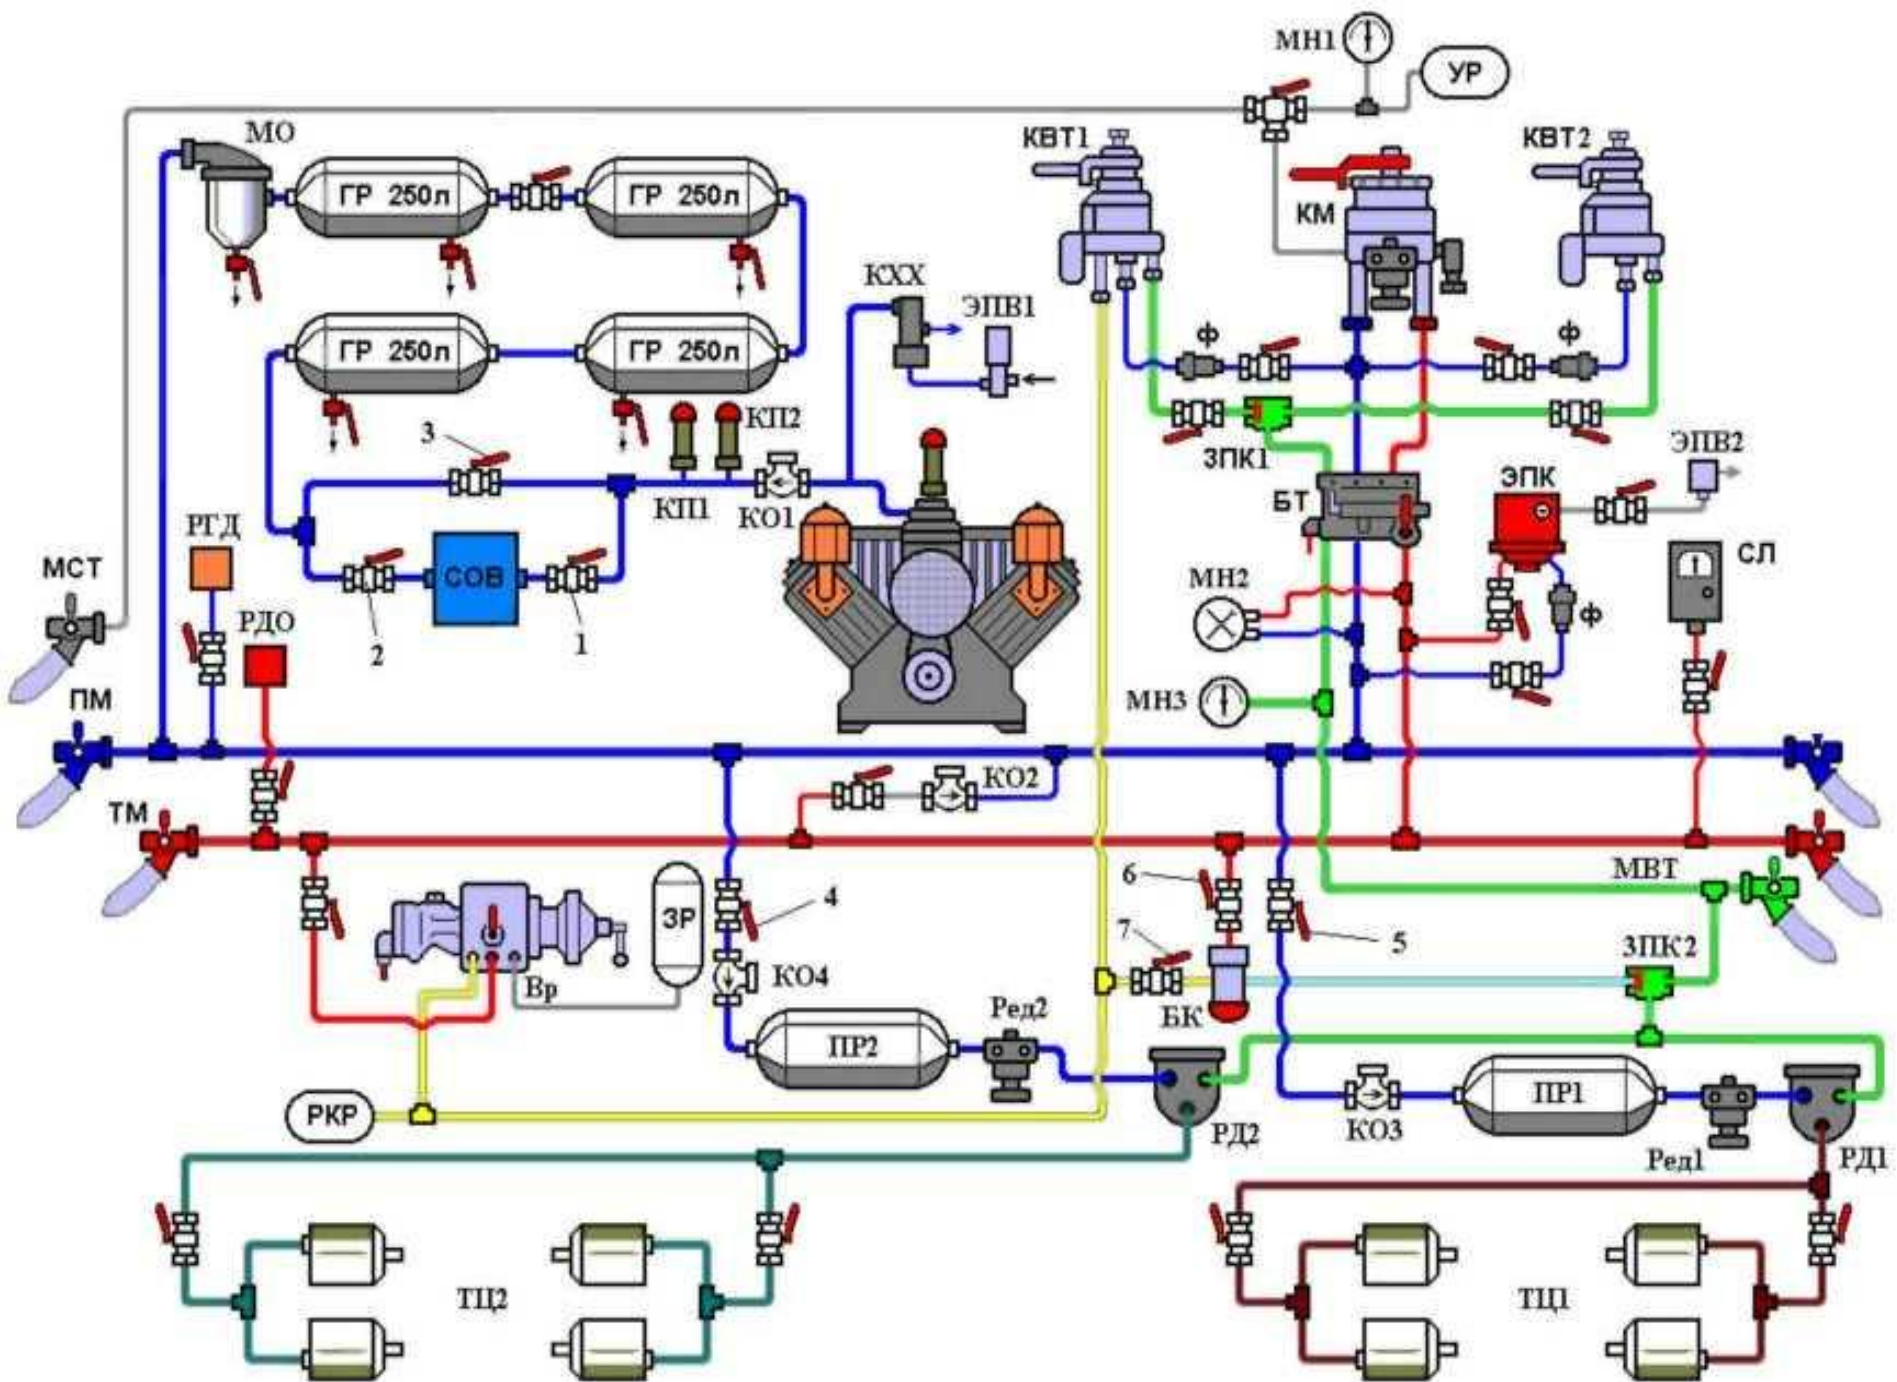 МН1
УР
МО
КВТ1
КВТ2
ГР 250л
ГР 250л
КМ
КХХ
ЭПВ1
ф
ф
ГР 250л
ГР 250л
КП2
3
ЭПВ2
ЗПК1
ЭПК
КП1
КО1
БТ
РГД
СОВ
СЛ
МСТ
МН2
РДО
ф
2
1
ПМ
МН3
КО2
ТМ
МВТ
6
4
ЗР
7
5
ЗПК2
КО4
Вр
Ред2
БК
ПР2
ПР1
РКР
КО3
РД2
Ред1
РД1
ТЦ2
ТЦ1